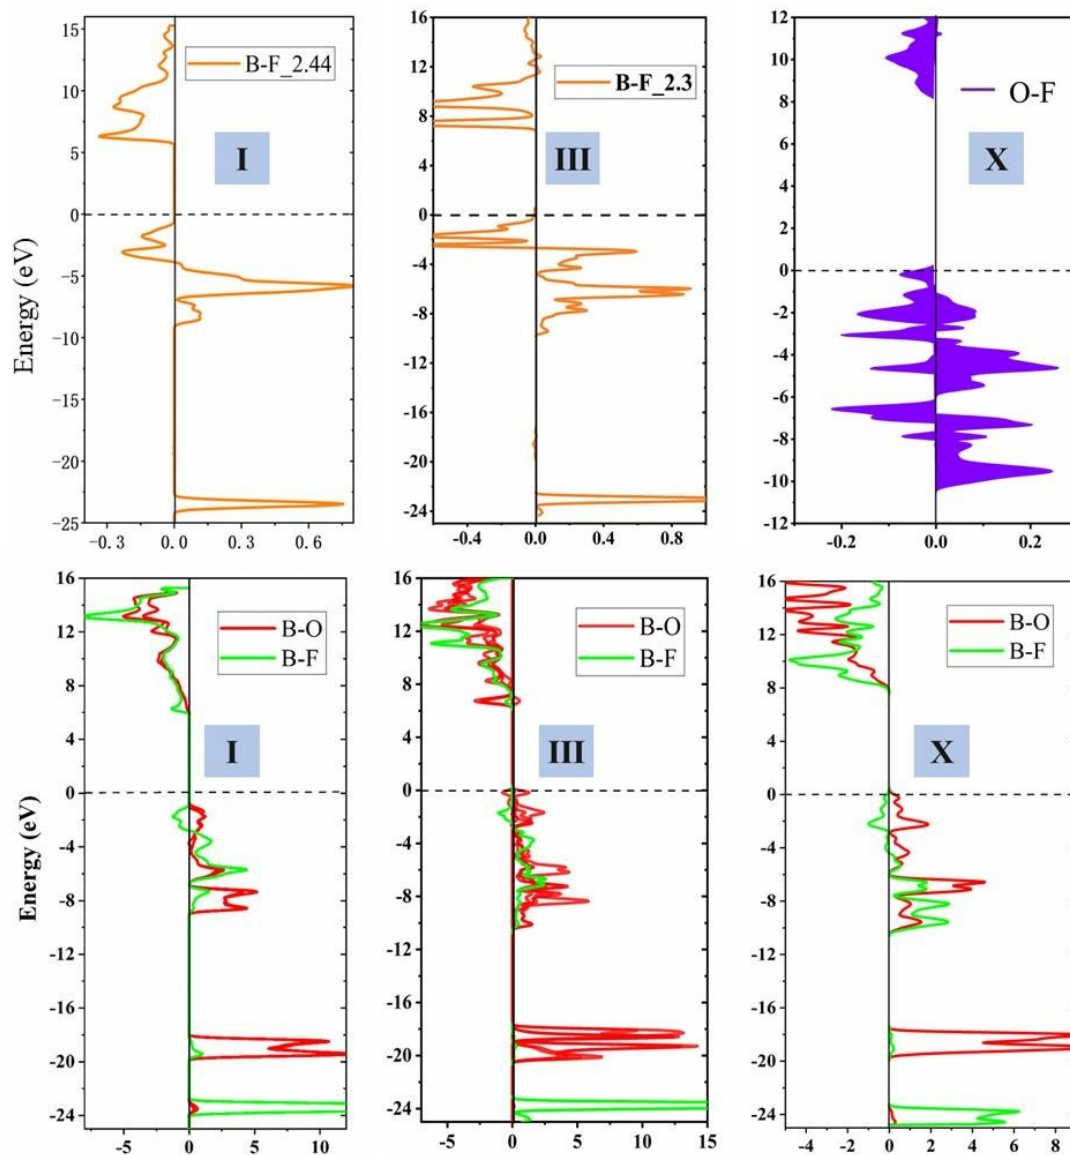 15
10
5
0
−5
−10
−15
−20
−25
Energy (eV)
B-F_2.44
I
−0.3 0.0 0.3 0.6
16
12
8
4
0
-4
-8
-12
-16
-20
-24
B-F_2.3
III
-0.4 0.0 0.4 0.8
12
10
8
6
4
2
0
-2
-4
-6
-8
-10
-12
O-F
X
-0.2 0.0 0.2
16
12
8
4
0
-4
-8
-12
-16
-20
-24
Energy (eV)
B-O
B-F
I
-5 0 5 10
16
12
8
4
0
-4
-8
-12
-16
-20
-24
B-O
B-F
III
-5 0 5 10 15
16
12
8
4
0
-4
-8
-12
-16
-20
-24
B-O
B-F
X
-4 -2 0 2 4 6 8